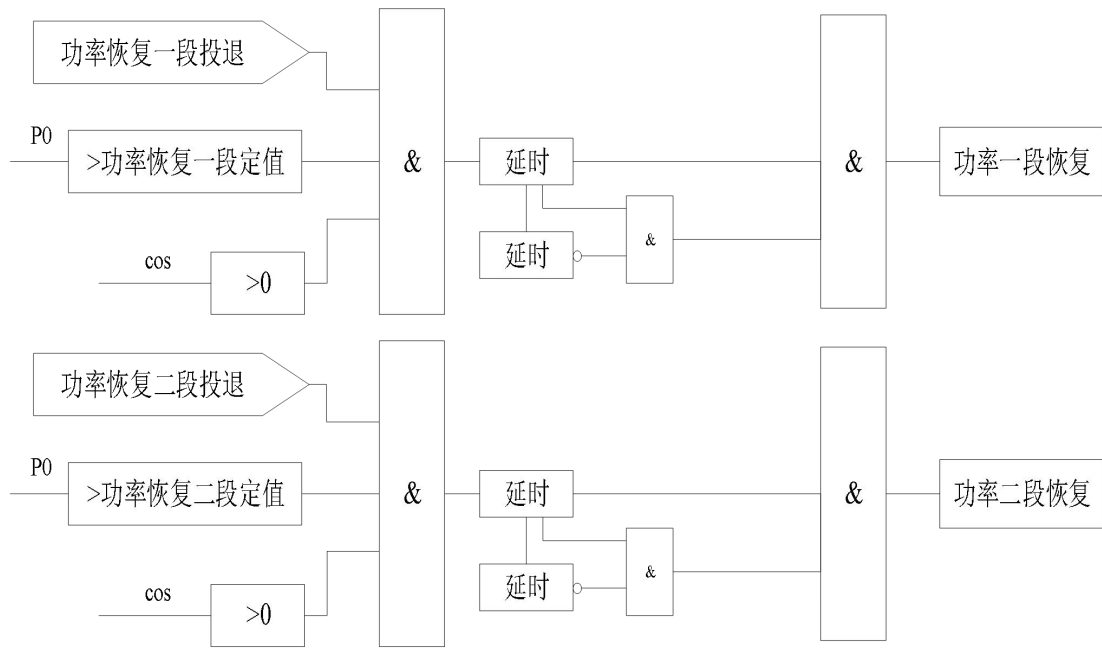 功率恢复一段投退
P0
>功率恢复一段定值
cos
>0
&
延时
延时
&
&
功率一段恢复
功率恢复二段投退
P0
>功率恢复二段定值
cos
>0
&
延时
延时
&
&
功率二段恢复